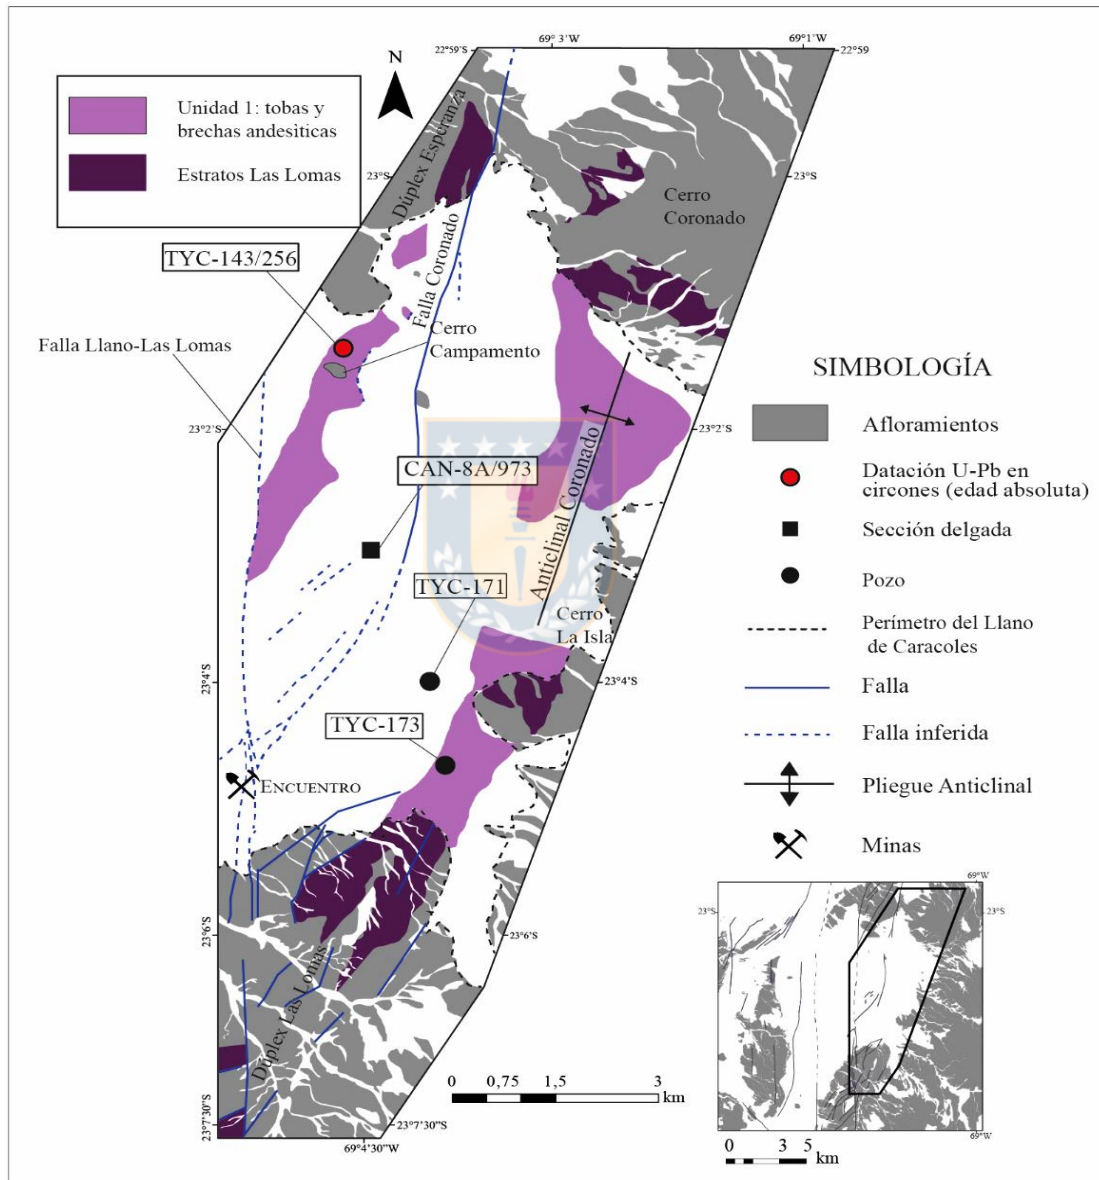 69° 3'W
69° 1'W
22°59'S
22°59
N
Unidad 1: tobas y
brechas andesiticas
Estratos Las Lomas
Dúplex Esperanza
23°S
23°S
Cerro
Coronado
TYC-143/256
Falla Coronado
Cerro
Campamento
Falla Llano-Las Lomas
SIMBOLOGÍA
Afloramientos
Datación U-Pb en
circones (edad absoluta)
Sección delgada
Pozo
Perímetro del Llano
de Caracoles
Falla
Falla inferida
Pliegue Anticlinal
Minas
23°2'S
23°2'S
CAN-8A/973
Anticlinal Coronado
TYC-171
Cerro
La Isla
23°4'S
23°4'S
TYC-173
ENCUENTRO
23°6'S
23°6'S
Dúplex Las Lomas
23°7'30"S
23°7'30"S
69°4'30"W
0 0,75 1,5 3
km
69°W
23°S
23°S
69°W
0 3 5
km